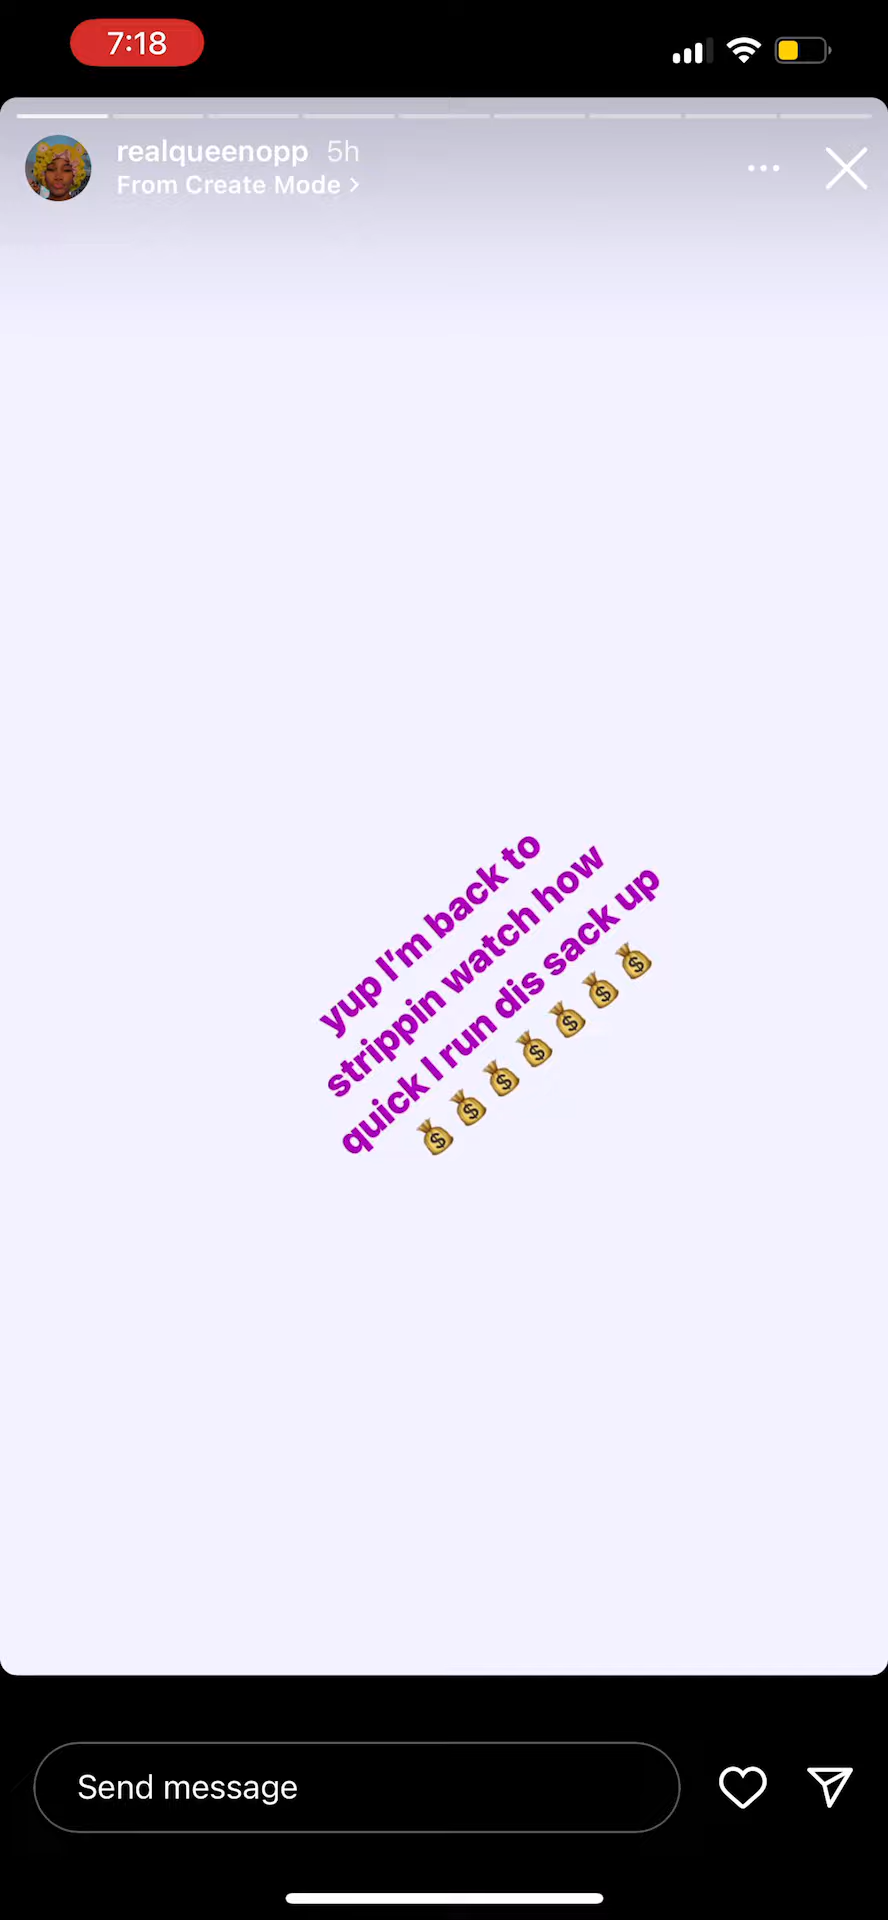 7:18
realqueenopp 5h
From Create Mode >
yup I'm back to
strippin watch how
quick I run dis sack up
💰💰💰💰💰💰💰
Send message